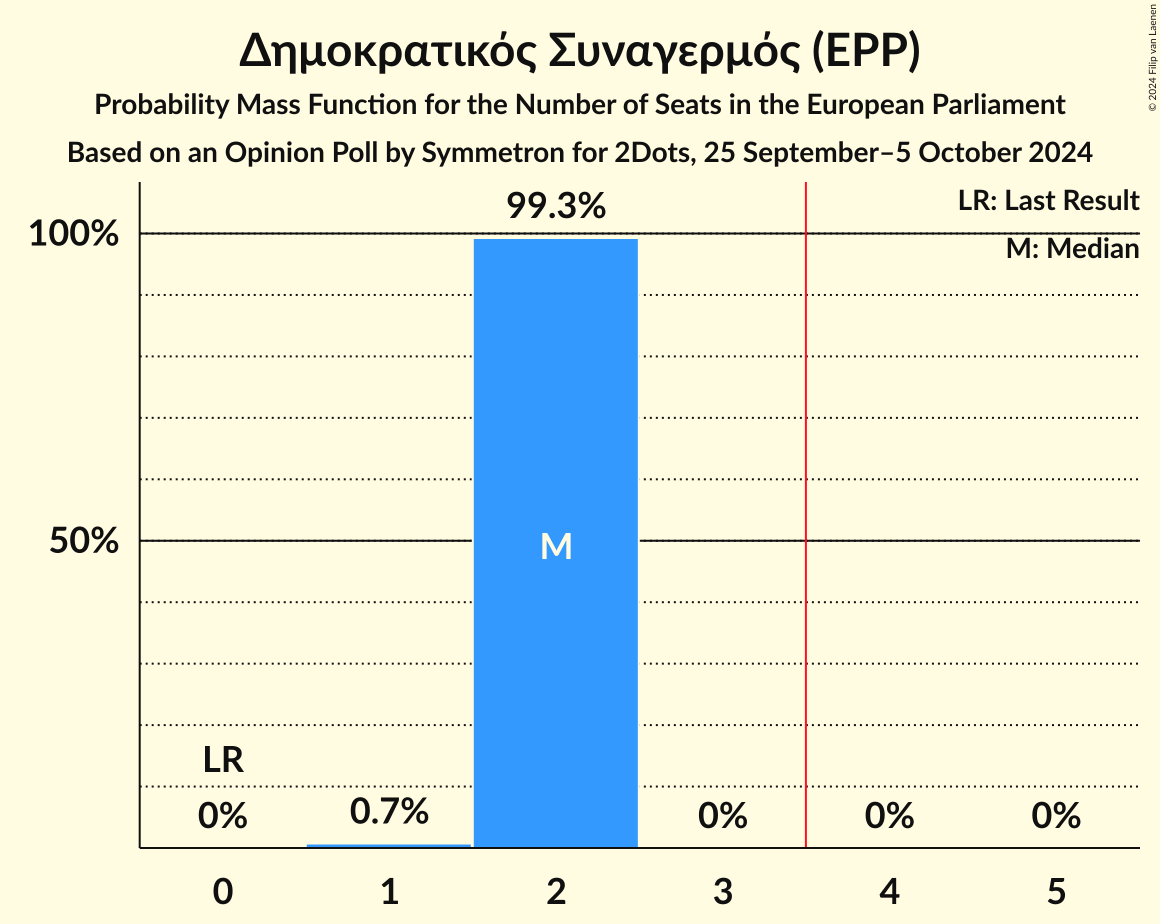 Δημοκρατικός Συναγερμός (EPP)
Probability Mass Function for the Number of Seats in the European Parliament
Based on an Opinion Poll by Symmetron for 2Dots, 25 September–5 October 2024
© 2024 Filip van Laenen
LR: Last Result
M: Median
99.3%
100%
50%
M
LR
0%
0.7%
0%
0%
0%
0 1 2 3 4 5